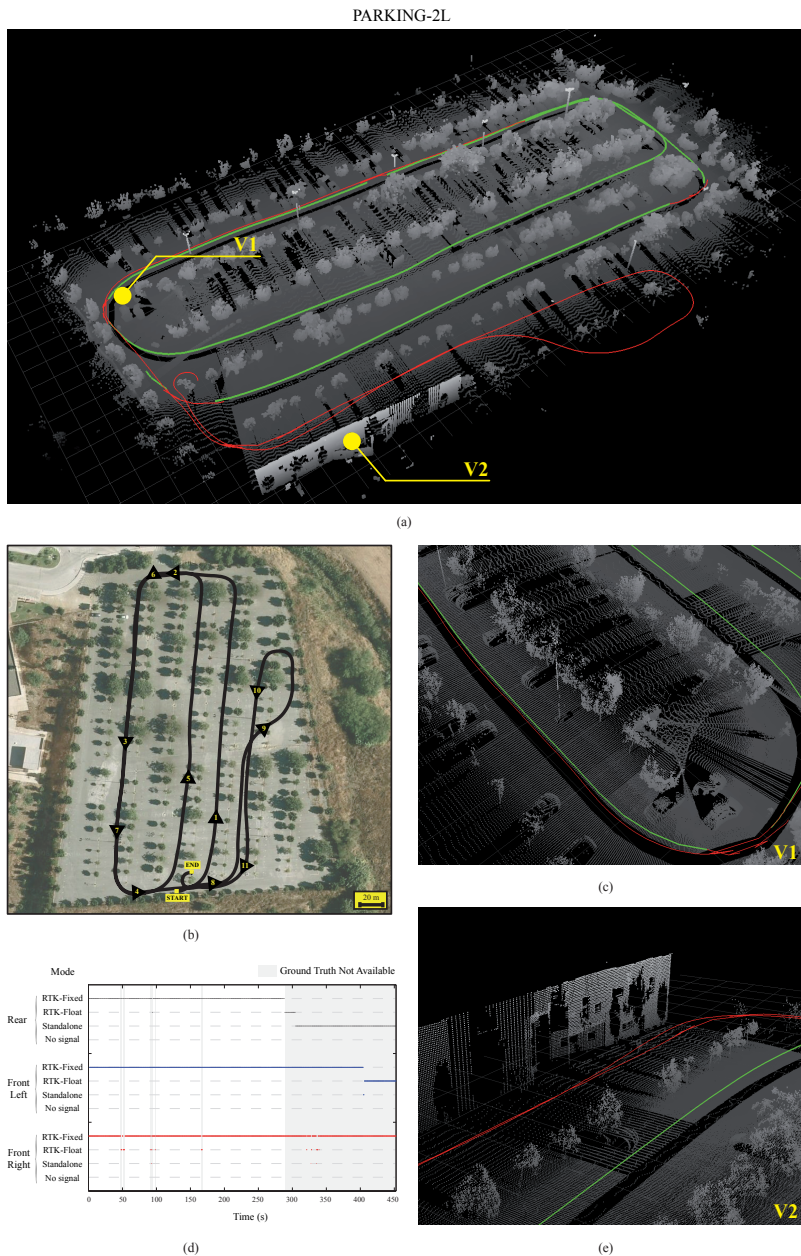 PARKING-2L
V1
V2
(a)
6
2
10
9
3
5
1
7
END
11
8
4
START
20 m
(b)
V1
(c)
Mode
Ground Truth Not Available
Rear
RTK-Fixed
RTK-Float
Standalone
No signal
Front
Left
RTK-Fixed
RTK-Float
Standalone
No signal
Front
Right
RTK-Fixed
RTK-Float
Standalone
No signal
0 50 100 150 200 250 300 350 400 450
Time (s)
(d)
V2
(e)